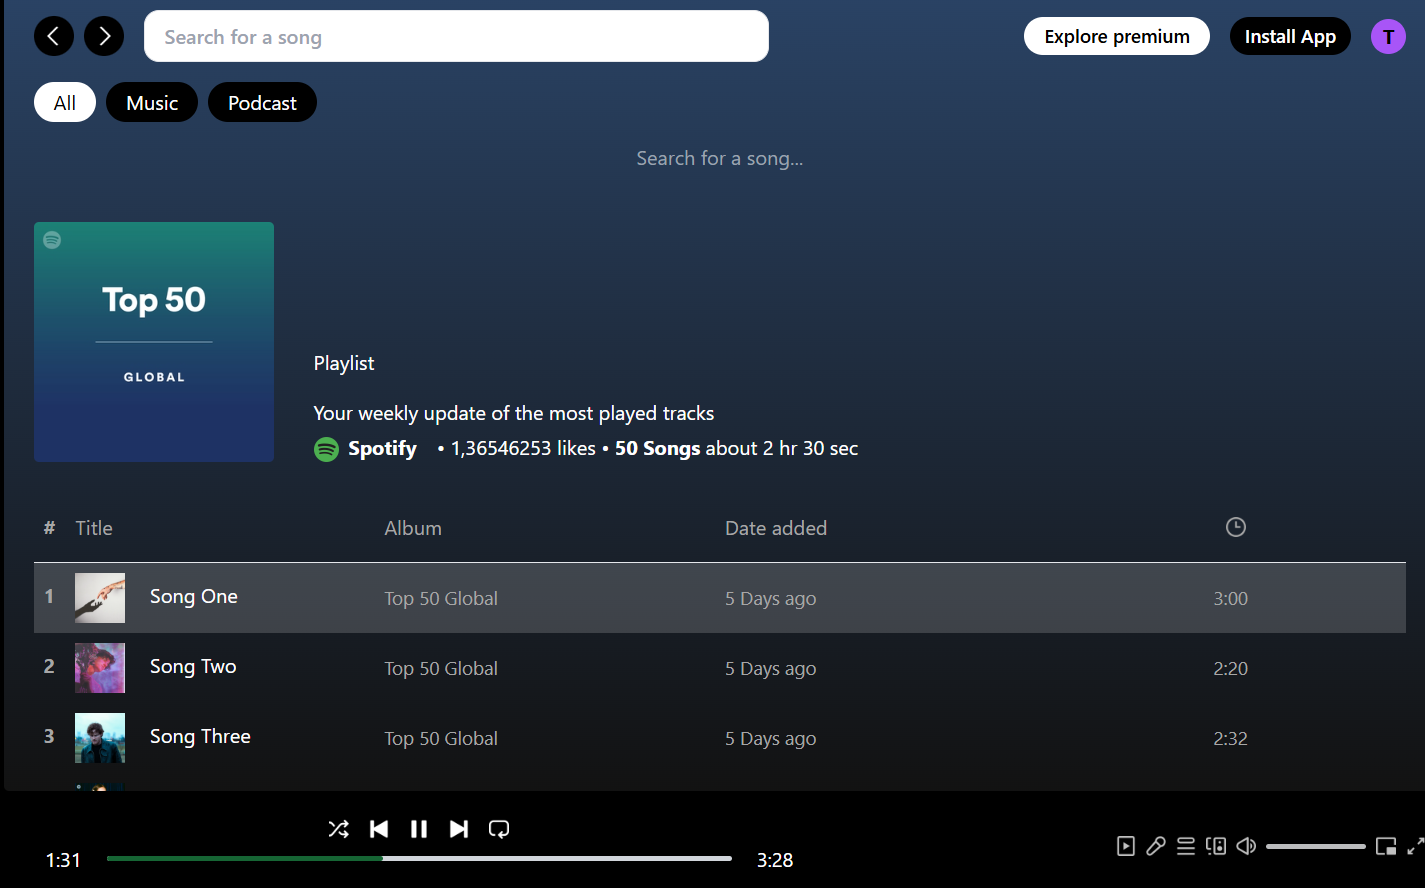 Search for a song
Explore premium
Install App
T
All
Music
Podcast
Search for a song...
Top 50
GLOBAL
Playlist
Your weekly update of the most played tracks
Spotify • 1,36546253 likes • 50 Songs about 2 hr 30 sec
# Title Album Date added
1 Song One Top 50 Global 5 Days ago 3:00
2 Song Two Top 50 Global 5 Days ago 2:20
3 Song Three Top 50 Global 5 Days ago 2:32
1:31 3:28